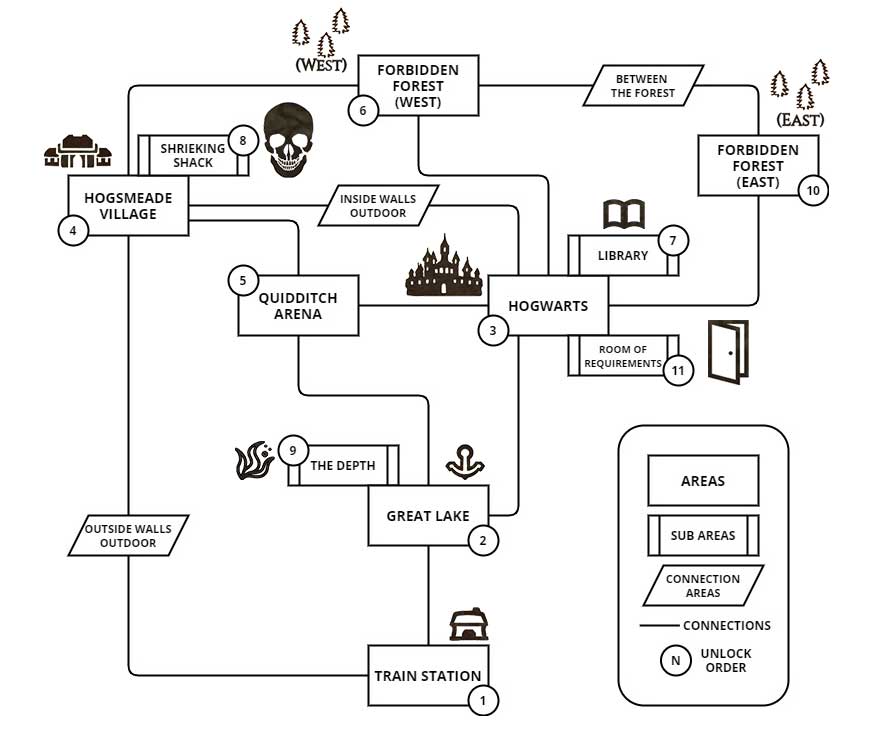 (WEST)
FORBIDDEN
FOREST
(WEST)
6
BETWEEN
THE FOREST
(EAST)
FORBIDDEN
FOREST
(EAST)
10
SHRIEKING
SHACK
8
HOGSMEADE
VILLAGE
4
INSIDE WALLS
OUTDOOR
LIBRARY
7
5
QUIDDITCH
ARENA
HOGWARTS
3
ROOM OF
REQUIREMENTS
11
9
THE DEPTH
GREAT LAKE
2
OUTSIDE WALLS
OUTDOOR
TRAIN STATION
1
AREAS
SUB AREAS
CONNECTION
AREAS
CONNECTIONS
N
UNLOCK
ORDER